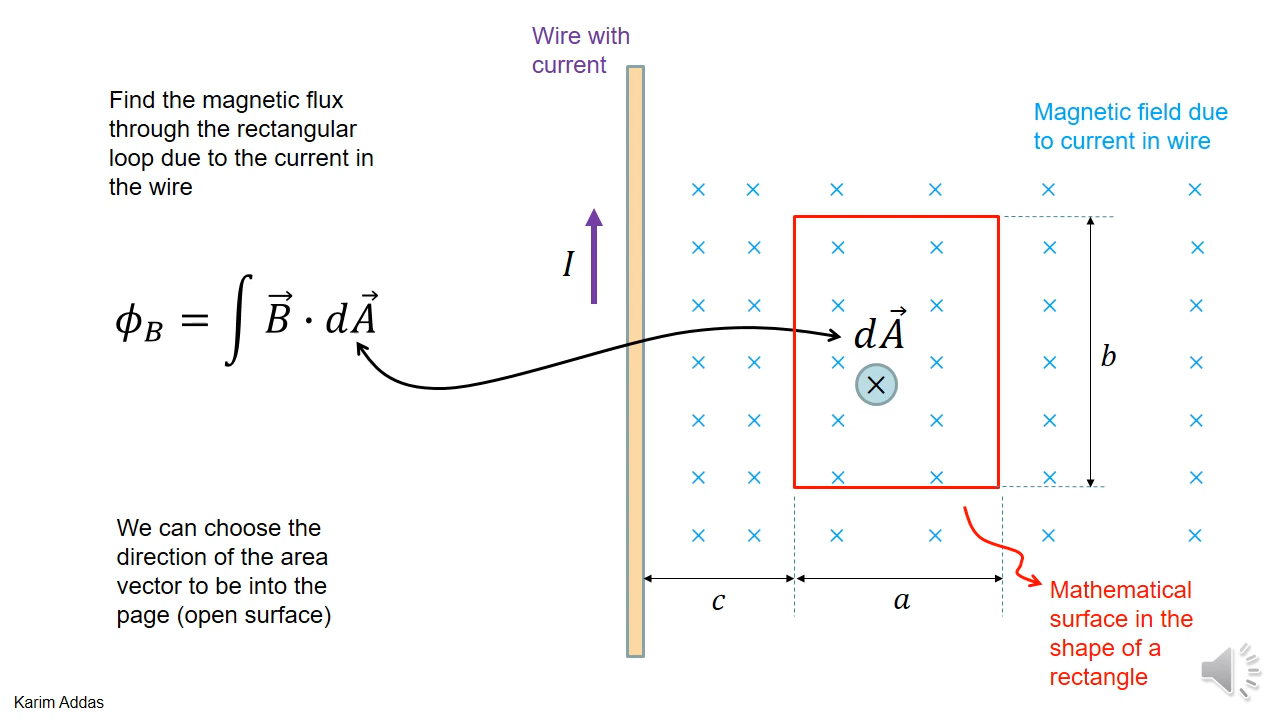 Wire with
current
Find the magnetic flux
through the rectangular
loop due to the current in
the wire
Magnetic field due
to current in wire
I
ϕ_B = ∫ B⃗ · dA⃗
dA⃗
b
We can choose the
direction of the area
vector to be into the
page (open surface)
c
a
Mathematical
surface in the
shape of a
rectangle
Karim Addas